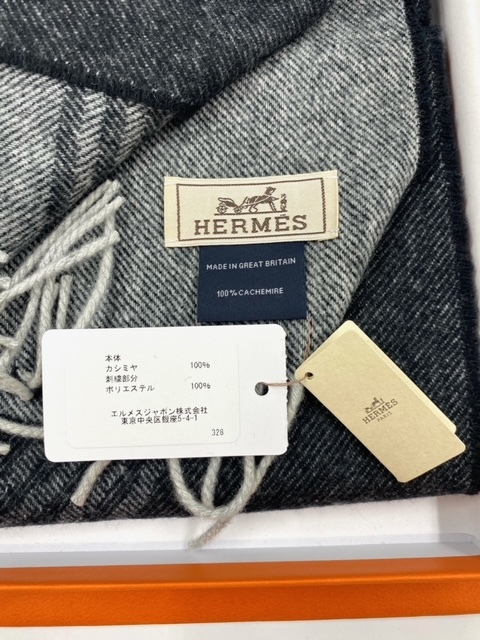 HERMÈS
MADE IN GREAT BRITAIN
100% CACHEMIRE
本体
カシミヤ 100%
刺繍部分
ポリエステル 100%
エルメスジャポン株式会社
東京中央区銀座5-4-1
328
HERMÈS
PARIS